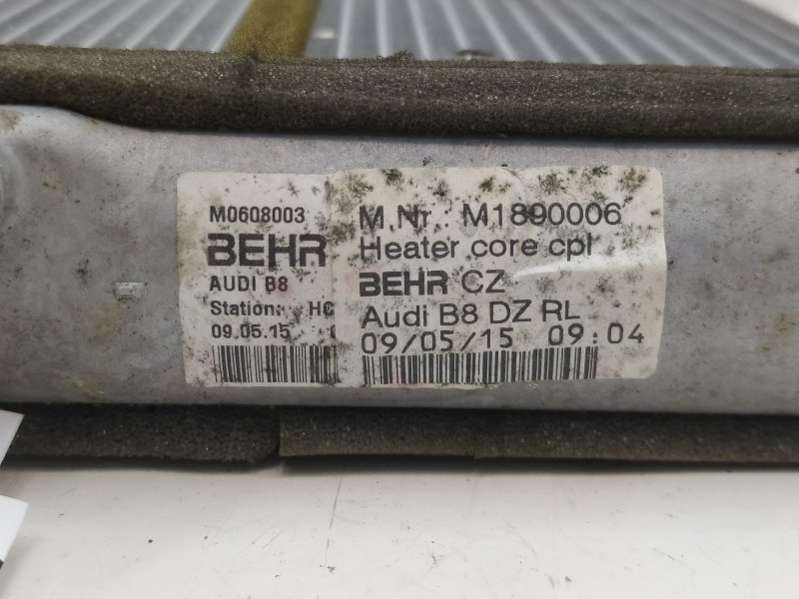 M0608003
BEHR
AUDI B8
Station: HC
09.05.15
M.Nr.: M1890006
Heater core cpl
BEHR CZ
Audi B8 DZ RL
09/05/15 09:04